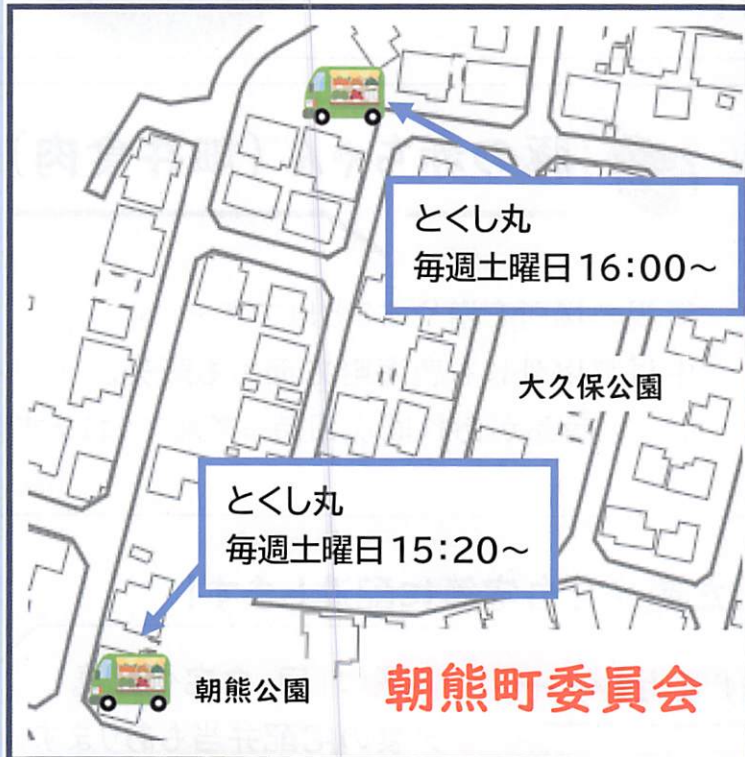 とくし丸
毎週土曜日16:00～
大久保公園
とくし丸
毎週土曜日15:20～
朝熊公園
朝熊町委員会